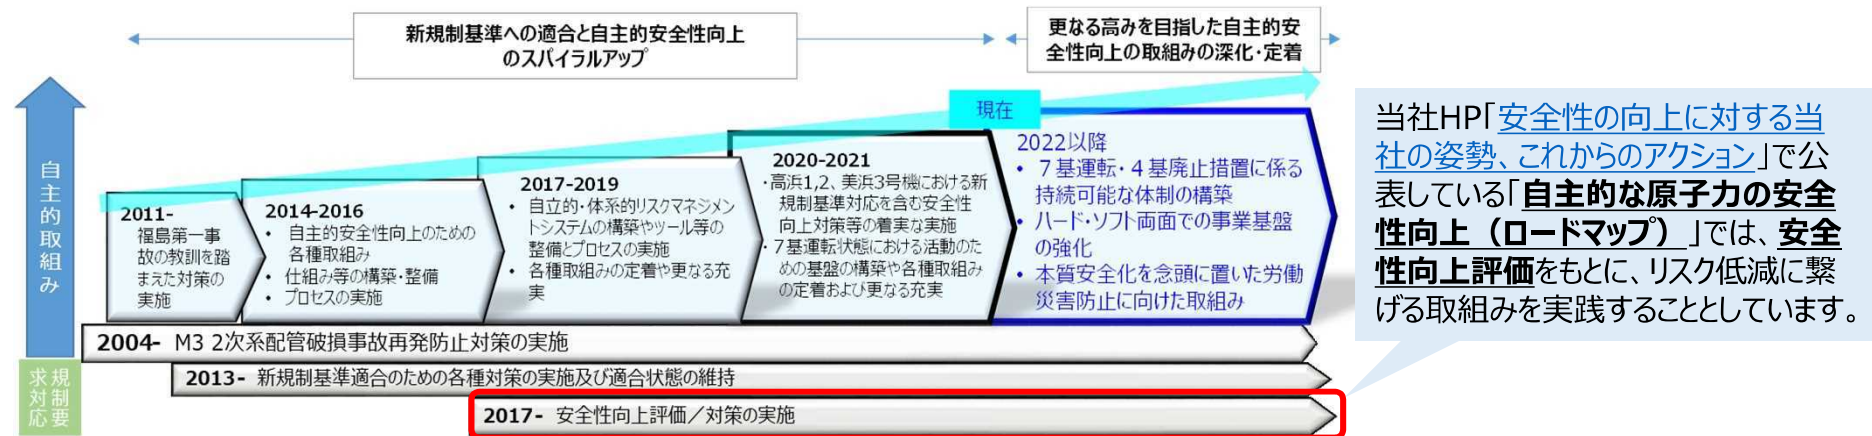 新規制基準への適合と自主的安全性向上
のスパイラルアップ
更なる高みを目指した自主的安
全性向上の取組みの深化・定着
現在
自主的取組み
規制要
求対応
2011-
福島第一事
故の教訓を踏
まえた対策の
実施
2014-2016
• 自主的安全性向上のための
各種取組み
• 仕組み等の構築・整備
• プロセスの実施
2017-2019
• 自立的・体系的リスクマネジメン
トシステムの構築やツール等の
整備とプロセスの実施
• 各種取組みの定着や更なる充
実
2020-2021
・高浜1,2、美浜3号機における新
規制基準対応を含む安全性
向上対策等の着実な実施
・７基運転状態における活動のた
めの基盤の構築や各種取組み
の定着および更なる充実
2022以降
• ７基運転・４基廃止措置に係る
持続可能な体制の構築
• ハード・ソフト両面での事業基盤
の強化
• 本質安全化を念頭に置いた労働
災害防止に向けた取組み
2004- M3 2次系配管破損事故再発防止対策の実施
2013- 新規制基準適合のための各種対策の実施及び適合状態の維持
2017- 安全性向上評価／対策の実施
当社HP「安全性の向上に対する当
社の姿勢、これからのアクション」で公
表している「自主的な原子力の安全
性向上（ロードマップ）」では、安全
性向上評価をもとに、リスク低減に繋
げる取組みを実践することとしています。